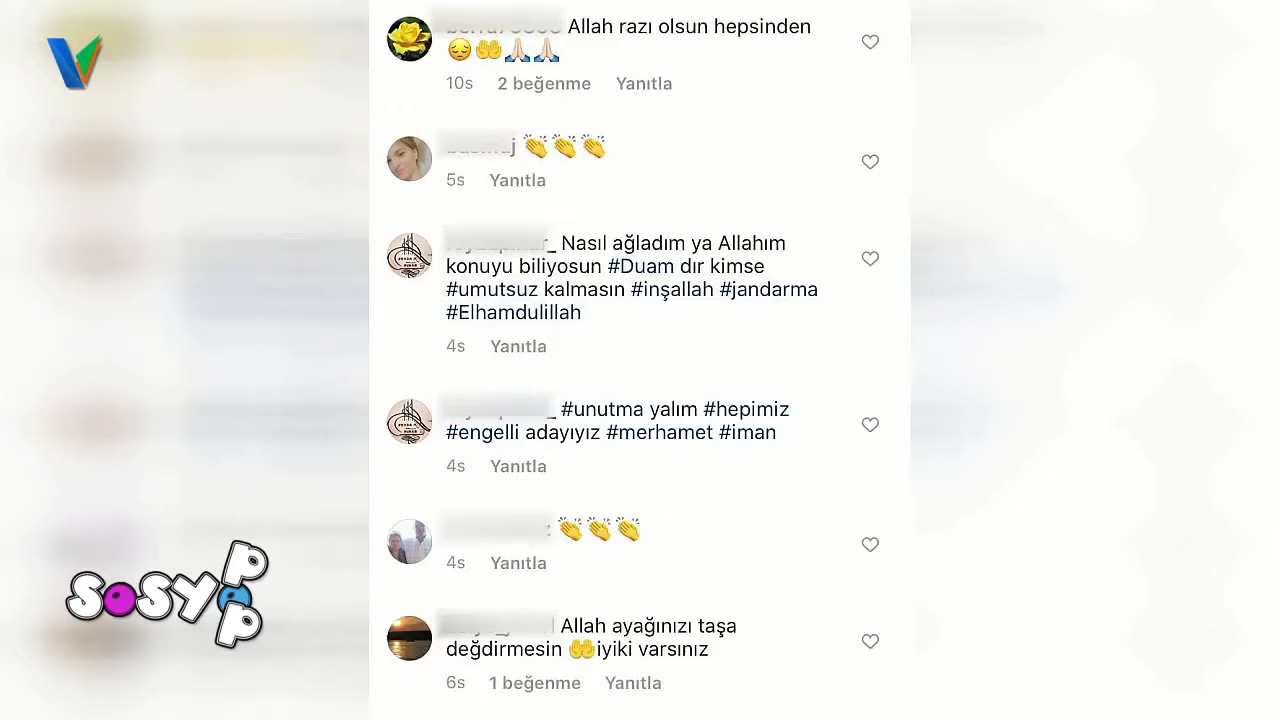 Allah razı olsun hepsinden
😔🤲🙏🏻🙏🏻
10s 2 beğenme Yanıtla
👏👏👏
5s Yanıtla
Nasıl ağladım ya Allahım
konuyu biliyosun #Duam dır kimse
#umutsuz kalmasın #inşallah #jandarma
#Elhamdulillah
4s Yanıtla
#unutma yalım #hepimiz
#engelli adayıyız #merhamet #iman
4s Yanıtla
👏👏👏
4s Yanıtla
Allah ayağınızı taşa
değdirmesin 🤲iyiki varsınız
6s 1 beğenme Yanıtla
sosyp
pop